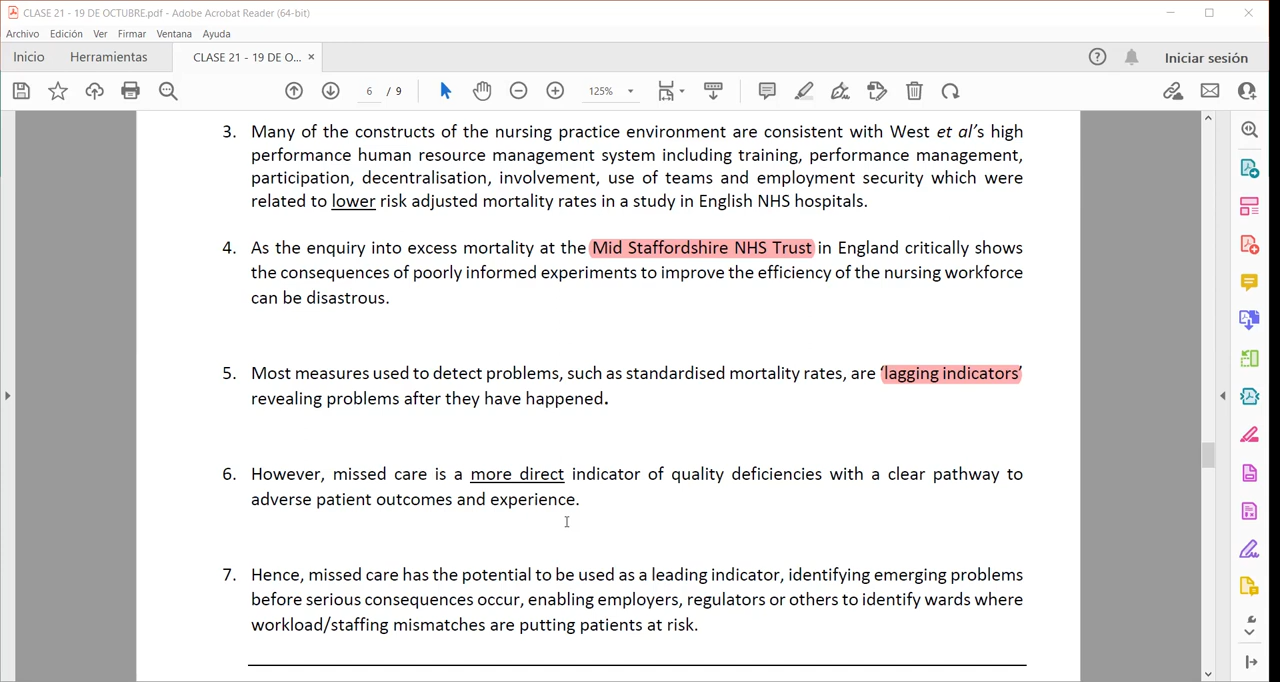 CLASE 21 - 19 DE OCTUBRE.pdf - Adobe Acrobat Reader (64-bit)
Archivo Edición Ver Firmar Ventana Ayuda
Inicio Herramientas CLASE 21 - 19 DE O... × Iniciar sesión
6 / 9 125%
3. Many of the constructs of the nursing practice environment are consistent with West et al's high
performance human resource management system including training, performance management,
participation, decentralisation, involvement, use of teams and employment security which were
related to lower risk adjusted mortality rates in a study in English NHS hospitals.
4. As the enquiry into excess mortality at the Mid Staffordshire NHS Trust in England critically shows
the consequences of poorly informed experiments to improve the efficiency of the nursing workforce
can be disastrous.
5. Most measures used to detect problems, such as standardised mortality rates, are 'lagging indicators'
revealing problems after they have happened.
6. However, missed care is a more direct indicator of quality deficiencies with a clear pathway to
adverse patient outcomes and experience.
7. Hence, missed care has the potential to be used as a leading indicator, identifying emerging problems
before serious consequences occur, enabling employers, regulators or others to identify wards where
workload/staffing mismatches are putting patients at risk.